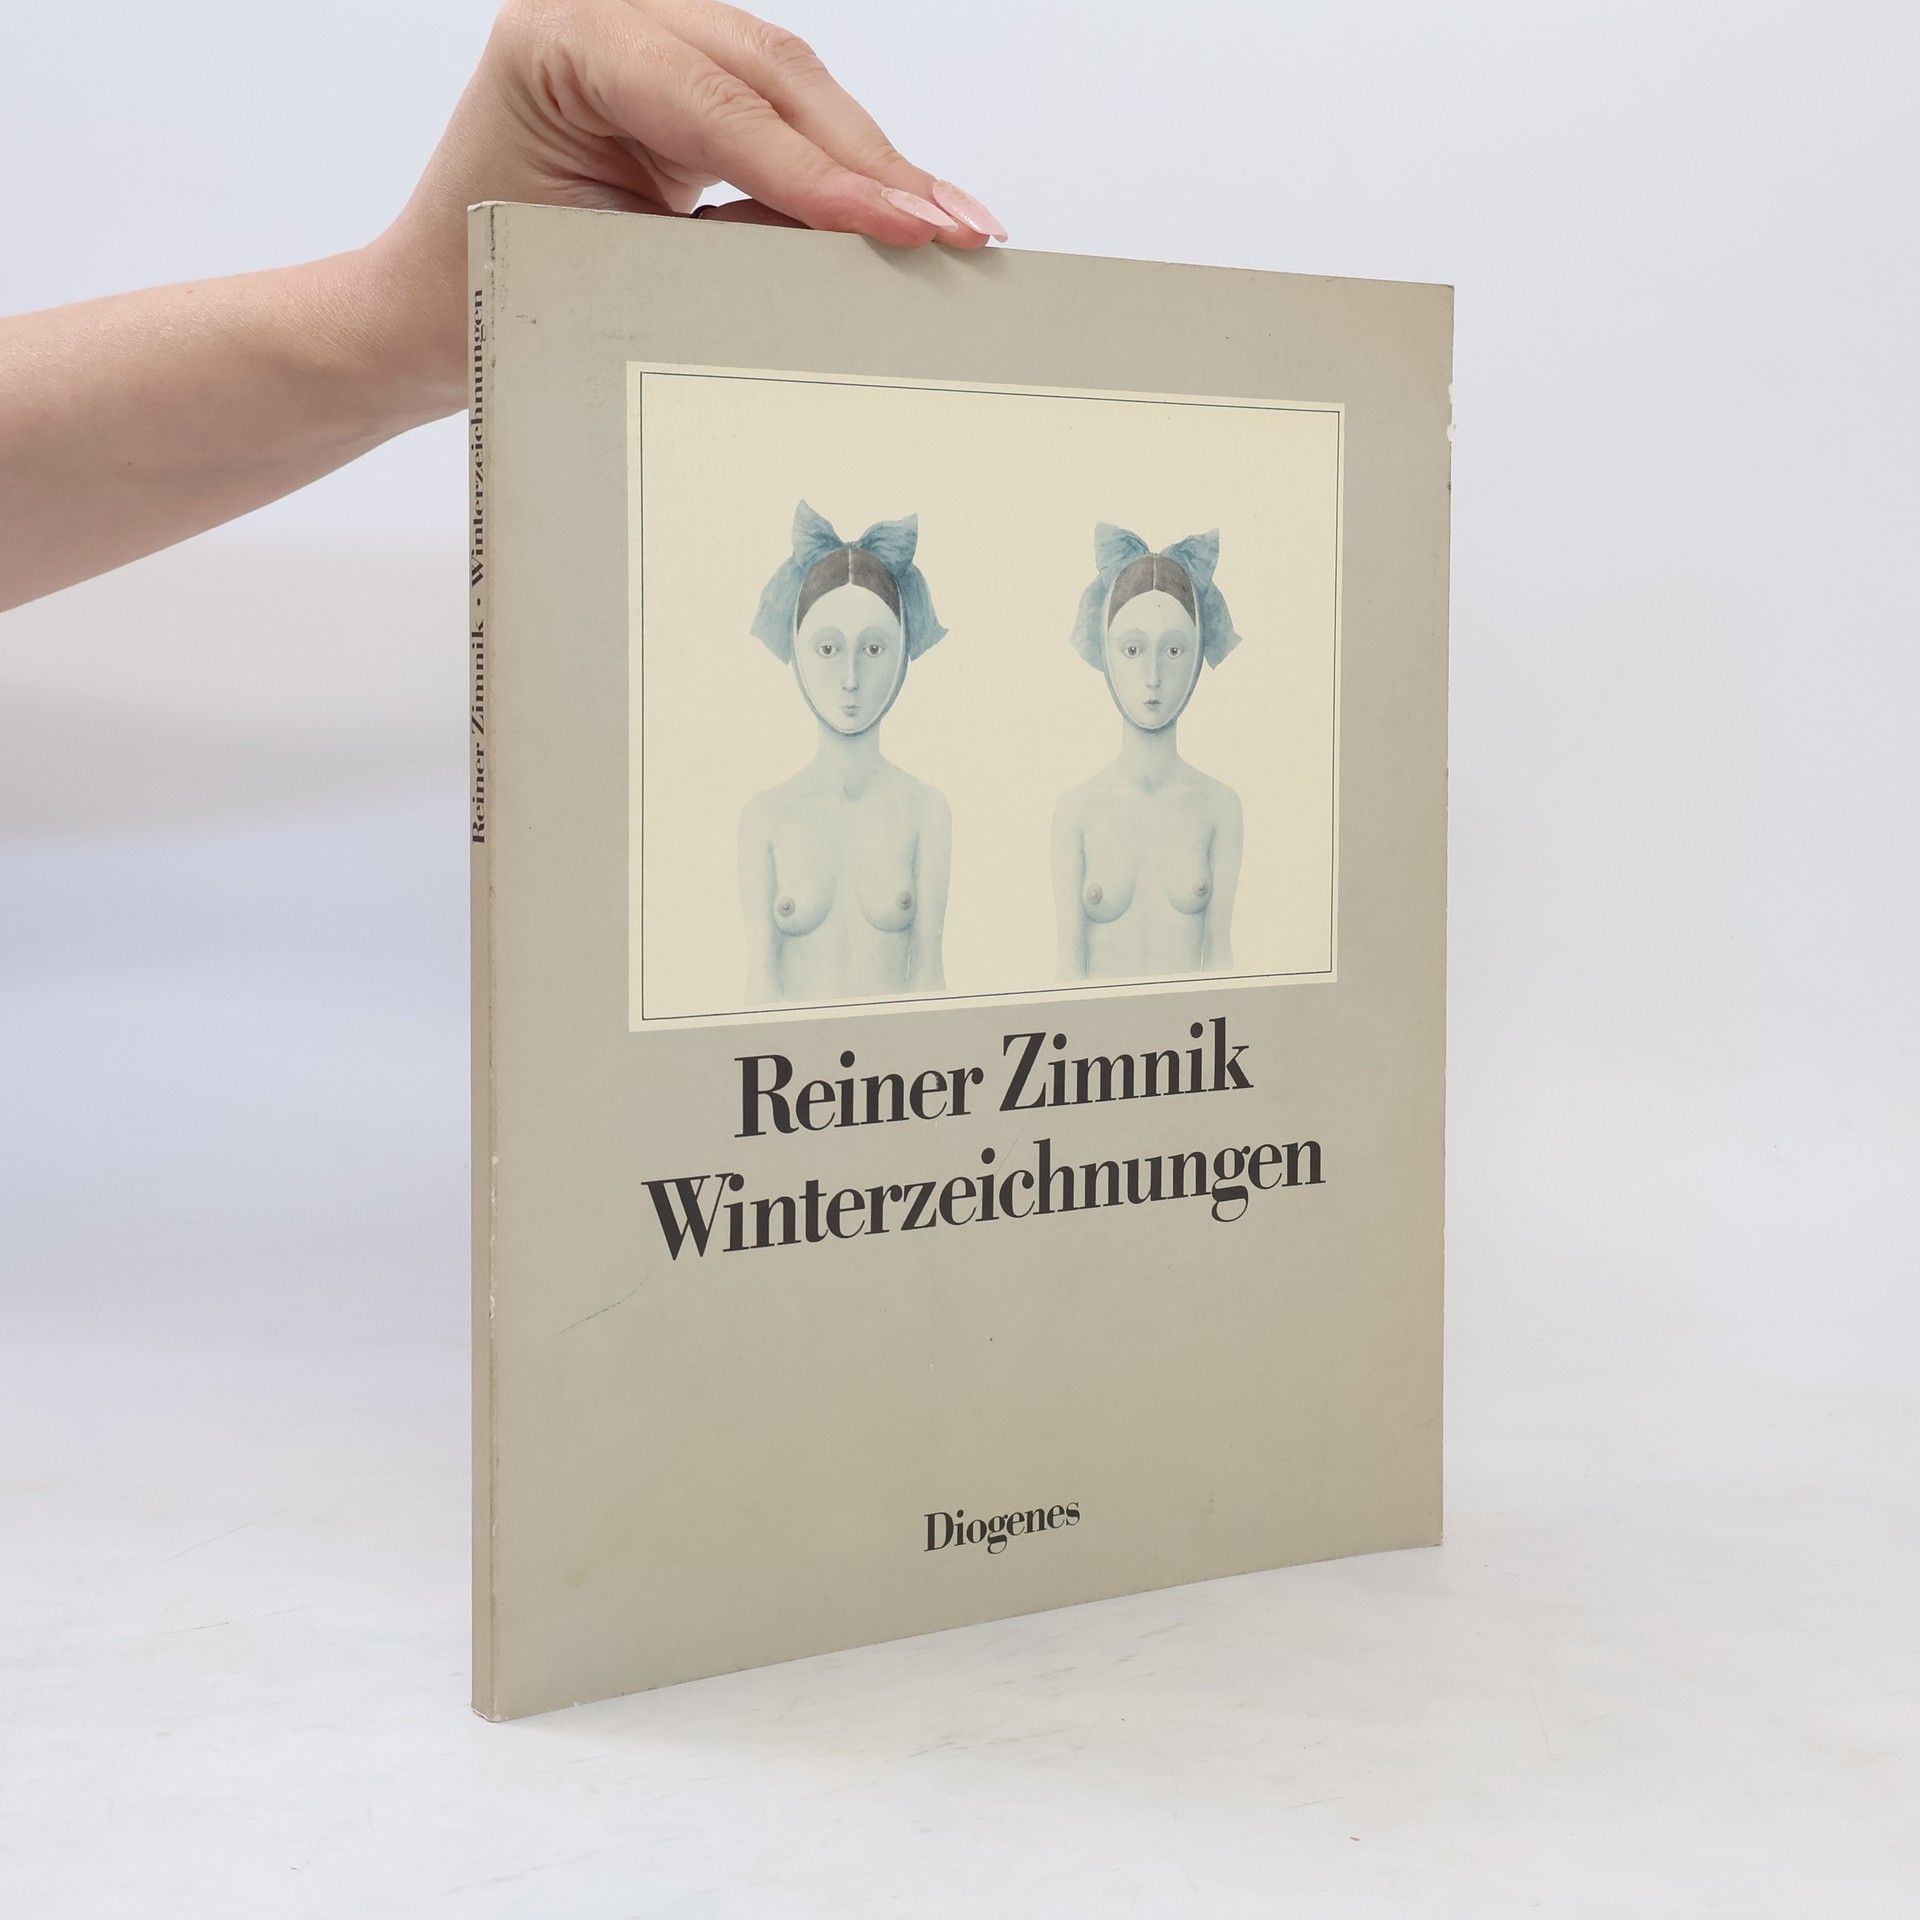 Reiner Zimnik • Winterzeichnungen
Reiner Zimnik
Winterzeichnungen
Diogenes